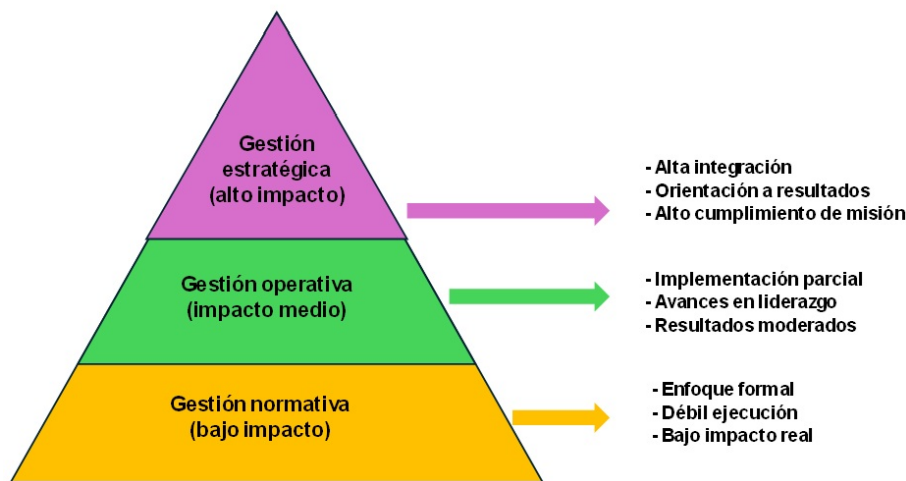 Gestión
estratégica
(alto impacto)
- Alta integración
- Orientación a resultados
- Alto cumplimiento de misión
Gestión operativa
(impacto medio)
- Implementación parcial
- Avances en liderazgo
- Resultados moderados
Gestión normativa
(bajo impacto)
- Enfoque formal
- Débil ejecución
- Bajo impacto real